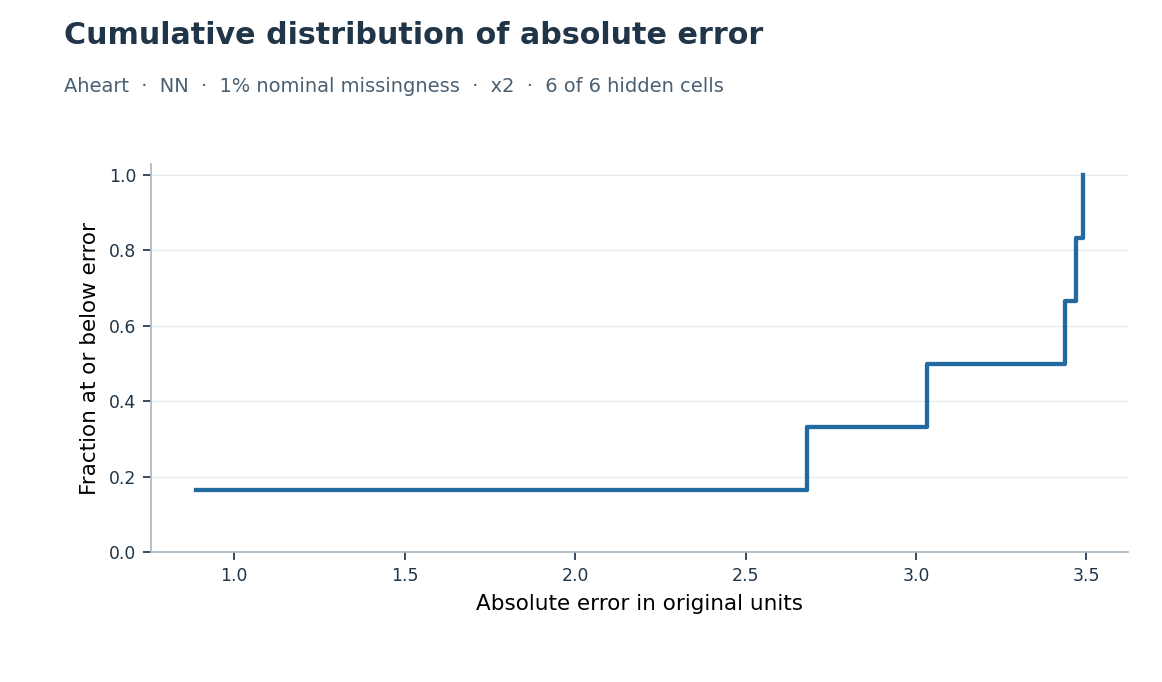 Cumulative distribution of absolute error
Aheart · NN · 1% nominal missingness · x2 · 6 of 6 hidden cells
Fraction at or below error
1.0
0.8
0.6
0.4
0.2
0.0
1.0 1.5 2.0 2.5 3.0 3.5
Absolute error in original units